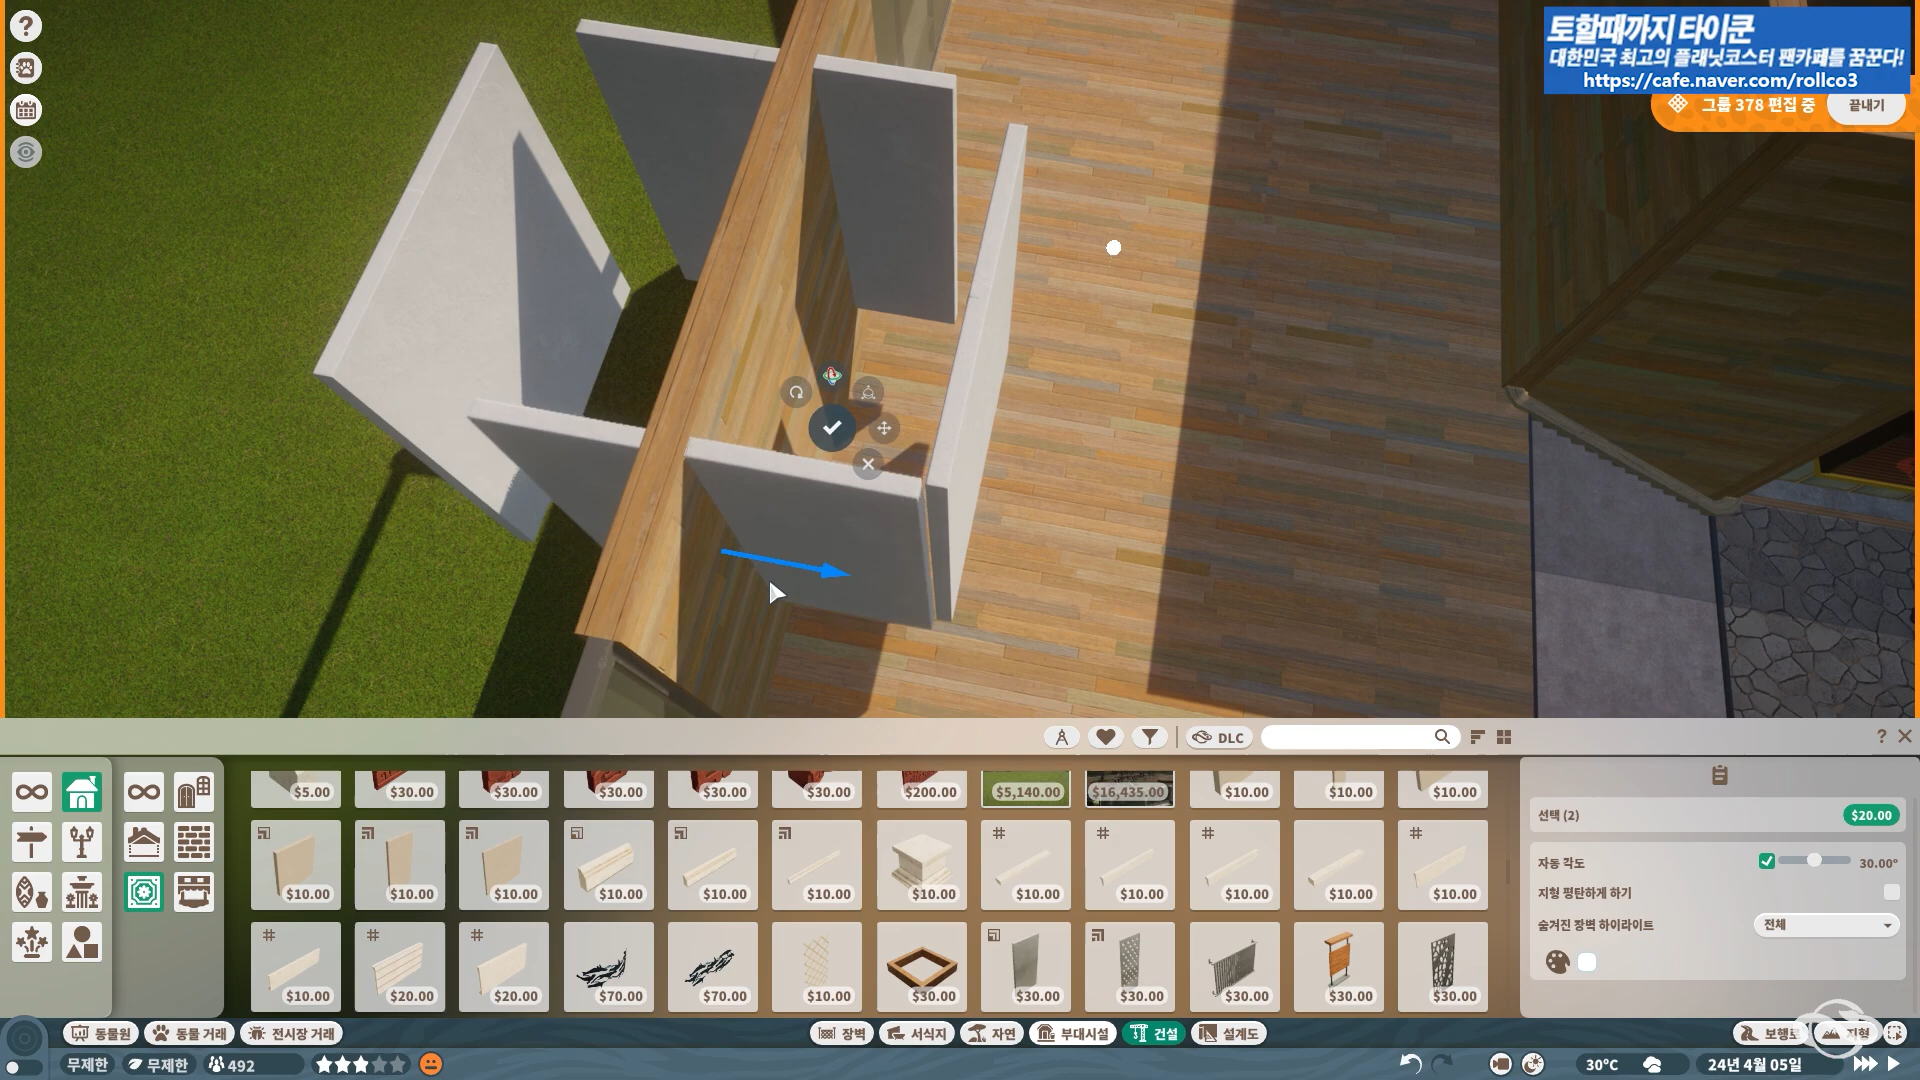 토할때까지 타이쿤
대한민국 최고의 플래닛코스터 팬카페를 꿈꾼다!
https://cafe.naver.com/rollco3
그룹 378 편집 중
끝내기
DLC
$5.00 $30.00 $30.00 $30.00 $30.00 $30.00 $200.00 $5,140.00 $16,435.00 $10.00 $10.00 $10.00
$10.00 $10.00 $10.00 $10.00 $10.00 $10.00 $10.00 $10.00 $10.00 $10.00 $10.00 $10.00
$10.00 $20.00 $20.00 $70.00 $70.00 $10.00 $30.00 $30.00 $30.00 $30.00 $30.00 $30.00
선택 (2) $20.00
자동 각도 30.00°
지형 평탄하게 하기
숨겨진 장벽 하이라이트 전체
동물원 동물 거래 전시장 거래 장벽 서식지 자연 부대시설 건설 설계도 보행로 지형
무제한 무제한 492 30°C 24년 4월 05일